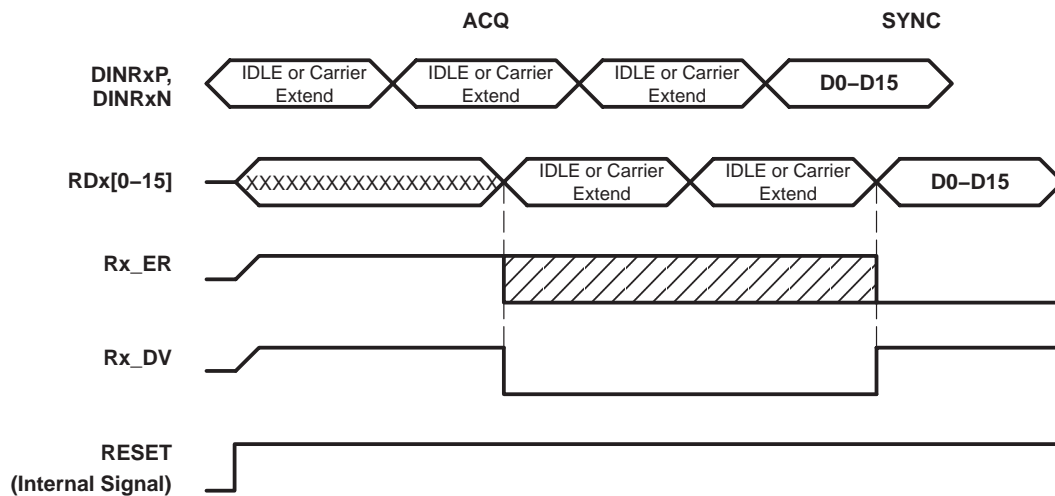 ACQ SYNC
DINRxP,
DINRxN
IDLE or Carrier
Extend
IDLE or Carrier
Extend
IDLE or Carrier
Extend
D0–D15
RDx[0–15]
XXXXXXXXXXXXXXXXXXX
IDLE or Carrier
Extend
IDLE or Carrier
Extend
D0–D15
Rx_ER
Rx_DV
RESET
(Internal Signal)